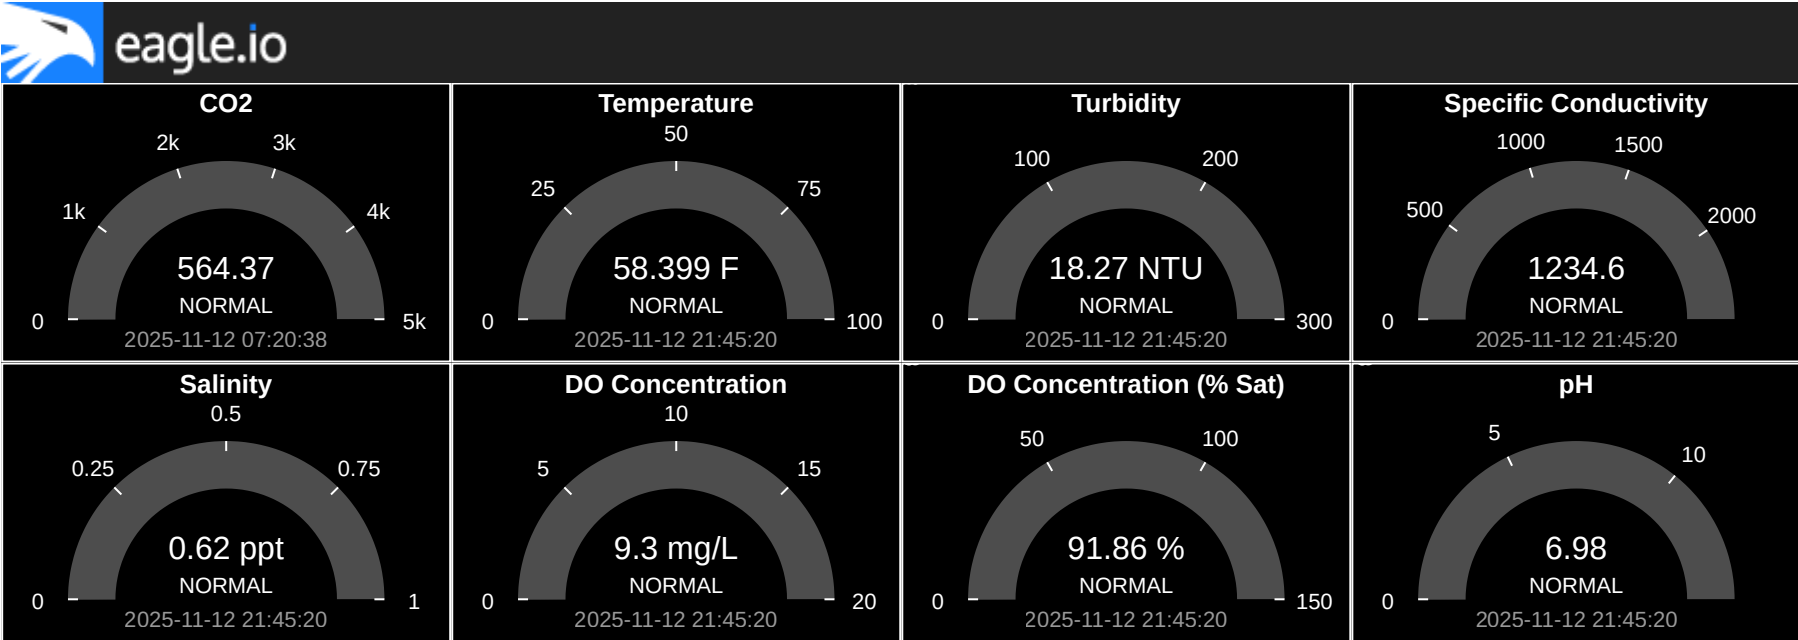 eagle.io
CO2
2k
3k
1k
4k
564.37
NORMAL
0
5k
2025-11-12 07:20:38
Temperature
50
25
75
58.399 F
NORMAL
0
100
2025-11-12 21:45:20
Turbidity
100
200
18.27 NTU
NORMAL
0
300
2025-11-12 21:45:20
Specific Conductivity
1000
1500
500
2000
1234.6
NORMAL
0
2025-11-12 21:45:20
Salinity
0.5
0.25
0.75
0.62 ppt
NORMAL
0
1
2025-11-12 21:45:20
DO Concentration
10
5
15
9.3 mg/L
NORMAL
0
20
2025-11-12 21:45:20
DO Concentration (% Sat)
50
100
91.86 %
NORMAL
0
150
2025-11-12 21:45:20
pH
5
10
6.98
NORMAL
0
2025-11-12 21:45:20